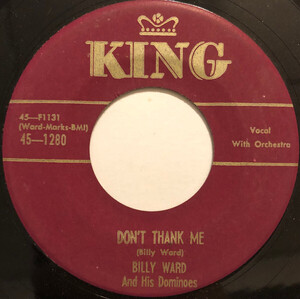 KING
45—F1131
(Ward-Marks-BMI)
45—1280
Vocal
With Orchestra
DON'T THANK ME
(Billy Ward)
BILLY WARD
And His Dominoes